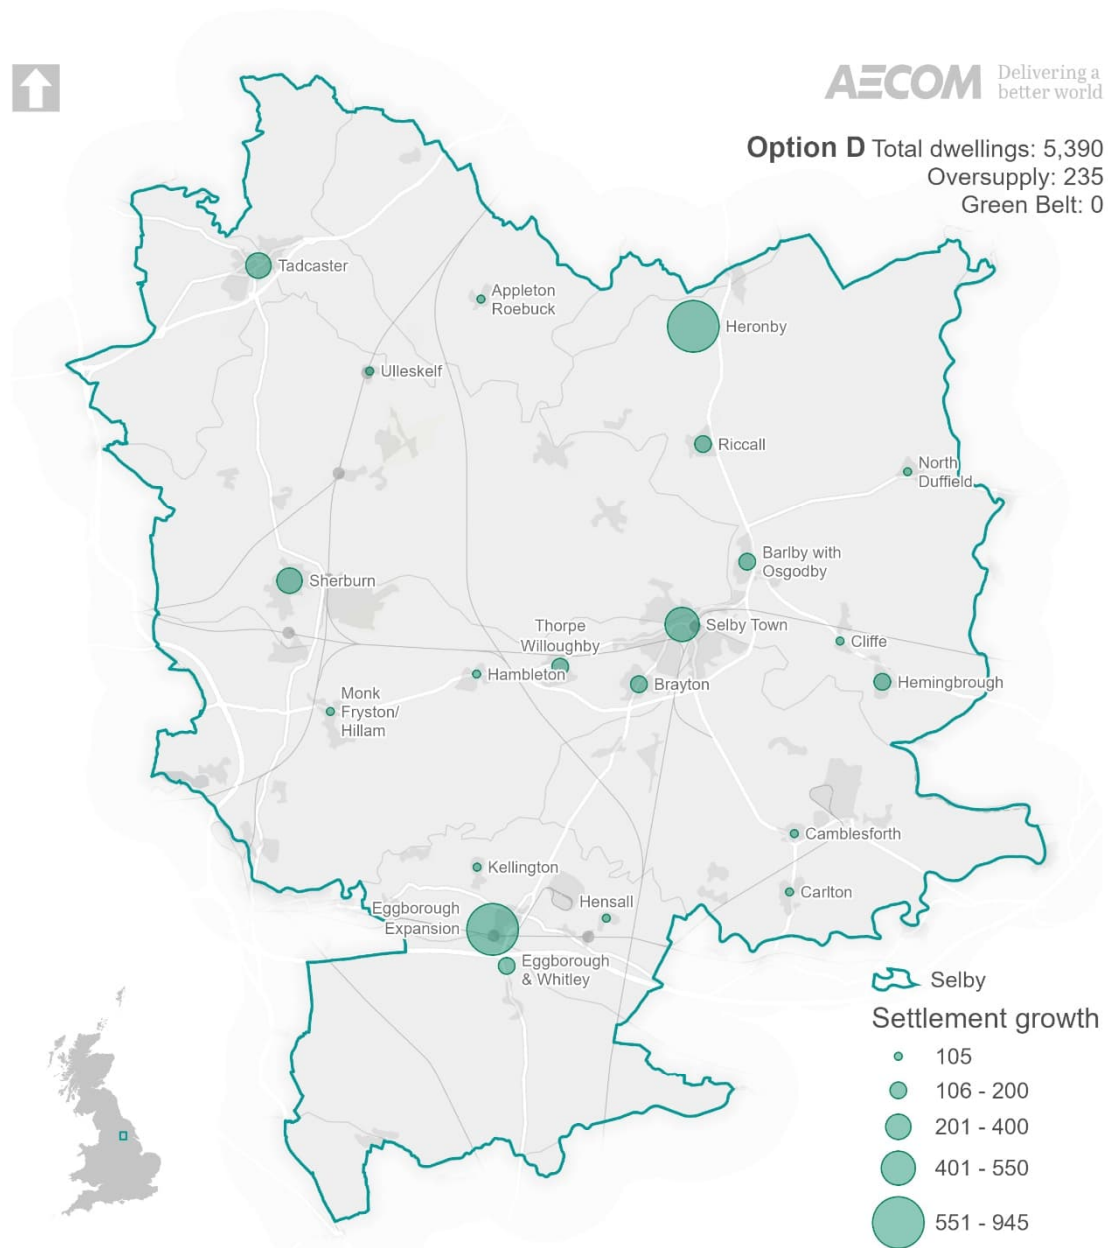 AECOM
Delivering a
better world
Option D Total dwellings: 5,390
Oversupply: 235
Green Belt: 0
Tadcaster
Appleton
Roebuck
Heronby
Ulleskelf
Riccall
North
Duffield
Barlby with
Osgodby
Sherburn
Selby Town
Thorpe
Willoughby
Cliffe
Hambleton
Brayton
Hemingbrough
Monk
Fryston/
Hillam
Camblesforth
Kellington
Carlton
Hensall
Eggborough
Expansion
Eggborough
& Whitley
Selby
Settlement growth
105
106 - 200
201 - 400
401 - 550
551 - 945